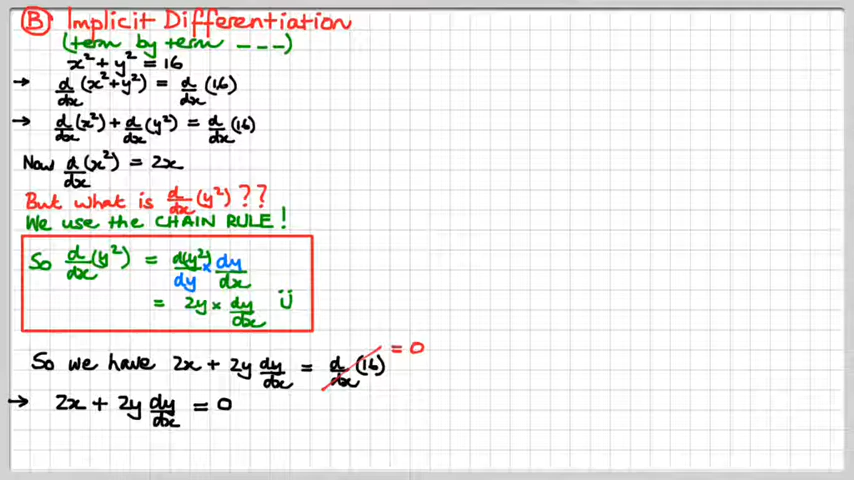 B Implicit Differentiation
(term by term ---)
x² + y² = 16
→ d/dx (x² + y²) = d/dx (16)
→ d/dx (x²) + d/dx (y²) = d/dx (16)
Now d/dx (x²) = 2x
But what is d/dx (y²) ??
We use the CHAIN RULE!
So d/dx (y²) = d(y²)/dy × dy/dx
= 2y × dy/dx Ü
So we have 2x + 2y dy/dx = d/dx (16) = 0
→ 2x + 2y dy/dx = 0